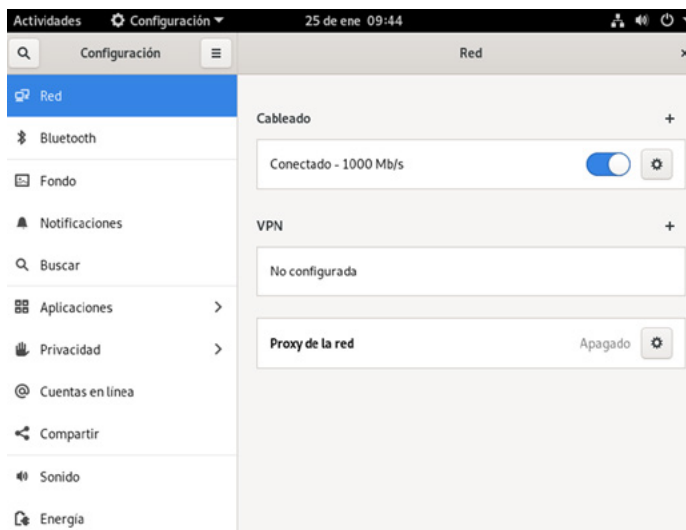 Actividades Configuración 25 de ene 09:44
Configuración Red
Red
Bluetooth
Fondo
Notificaciones
Buscar
Aplicaciones
Privacidad
Cuentas en línea
Compartir
Sonido
Energía
Cableado
Conectado - 1000 Mb/s
VPN
No configurada
Proxy de la red Apagado